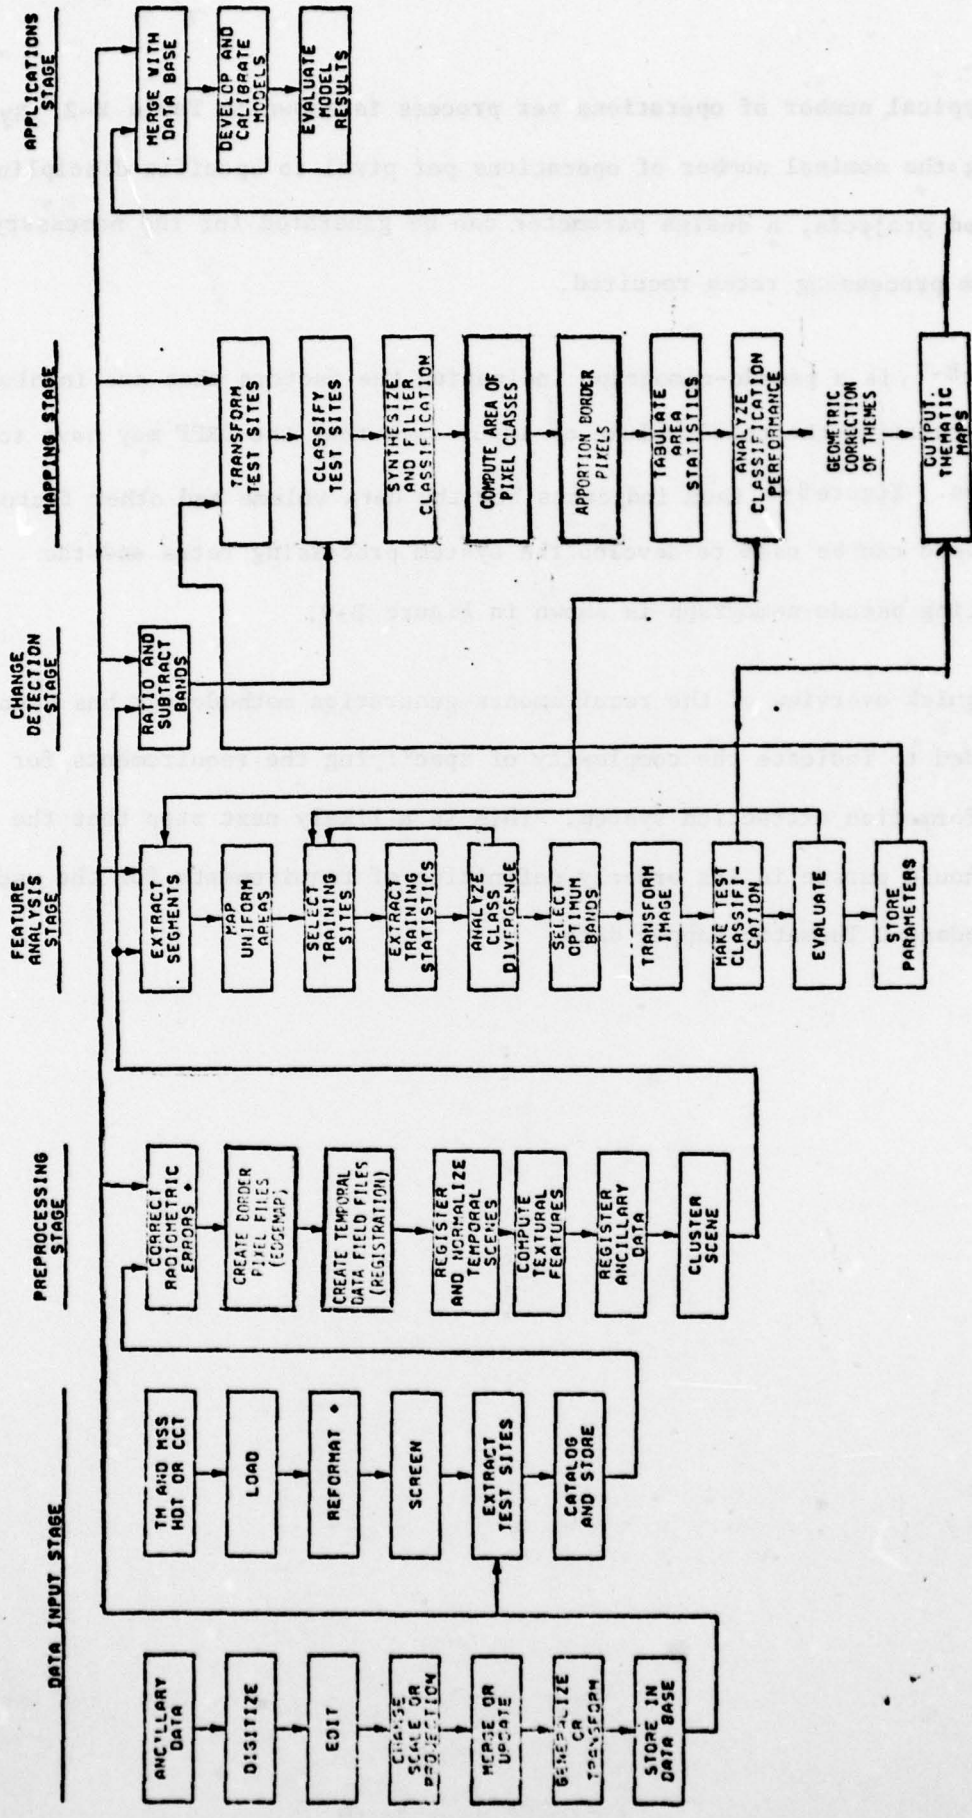 DATA INPUT STAGE
ANCILLARY
DATA
DIGITIZE
EDIT
CHANGE
SCALE OR
PROJECTION
MERGE OR
UPDATE
GENERALIZE
OR
TRANSFORM
STORE IN
DATA BASE
TM AND MSS
HDT OR CCT
LOAD
REFORMAT *
SCREEN
EXTRACT
TEST SITES
CATALOG
AND STORE
PREPROCESSING
STAGE
CORRECT
RADIOMETRIC
ERRORS *
CREATE BORDER
PIXEL FILES
(EDGEMAP)
CREATE TEMPORAL
DATA FIELD FILES
(REGISTRATION)
REGISTER
AND NORMALIZE
TEMPORAL
SCENES
COMPUTE
TEXTURAL
FEATURES
REGISTER
ANCILLARY
DATA
CLUSTER
SCENE
FEATURE
ANALYSIS
STAGE
EXTRACT
SEGMENTS
MAP
UNIFORM
AREAS
SELECT
TRAINING
SITES
EXTRACT
TRAINING
STATISTICS
ANALYZE
CLASS
DIVERGENCE
SELECT
OPTIMUM
BANDS
TRANSFORM
IMAGE
MAKE TEST
CLASSIFI-
CATION
EVALUATE
STORE
PARAMETERS
CHANGE
DETECTION
STAGE
RATIO AND
SUBTRACT
BANDS
MAPPING STAGE
TRANSFORM
TEST SITES
CLASSIFY
TEST SITES
SYNTHESIZE
AND FILTER
CLASSIFICATION
COMPUTE AREA OF
PIXEL CLASSES
APPORTION BORDER
PIXELS
TABULATE
AREA
STATISTICS
ANALYZE
CLASSIFICATION
PERFORMANCE
GEOMETRIC
CORRECTION
OF THEMES
OUTPUT
THEMATIC
MAPS
APPLICATIONS
STAGE
MERGE WITH
DATA BASE
DEVELOP AND
CALIBRATE
MODELS
EVALUATE
MODEL
RESULTS